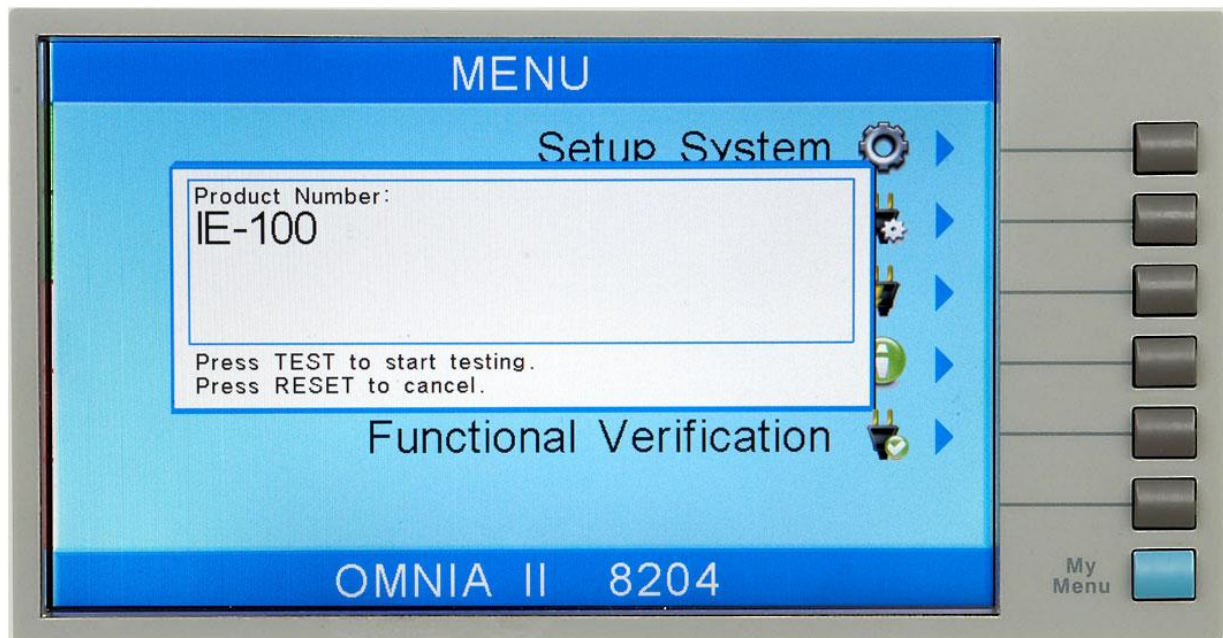 MENU
Setup System
Product Number:
IE-100
Press TEST to start testing.
Press RESET to cancel.
Functional Verification
OMNIA II 8204
My
Menu